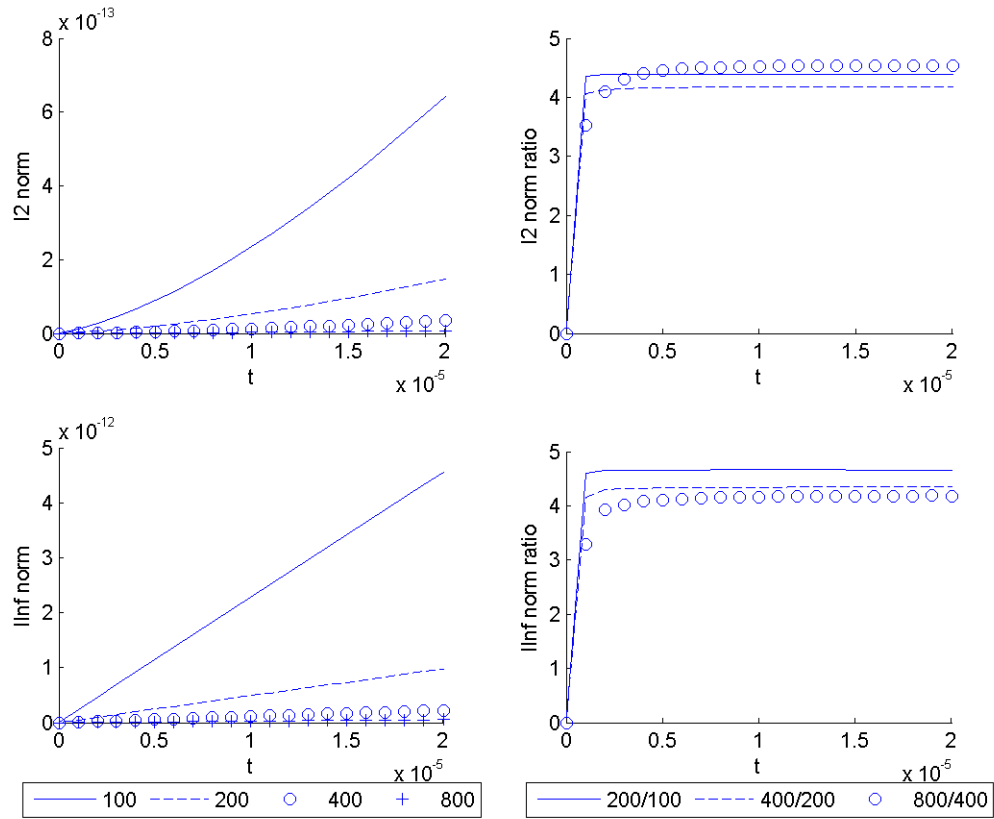 x 10-13
8
6
4
2
0
l2 norm
0 0.5 1 1.5 2
t
x 10-5
5
4
3
2
1
0
l2 norm ratio
0 0.5 1 1.5 2
t
x 10-5
x 10-12
5
4
3
2
1
0
lInf norm
0 0.5 1 1.5 2
t
x 10-5
5
4
3
2
1
0
lInf norm ratio
0 0.5 1 1.5 2
t
x 10-5
100 200 400 800
200/100 400/200 800/400